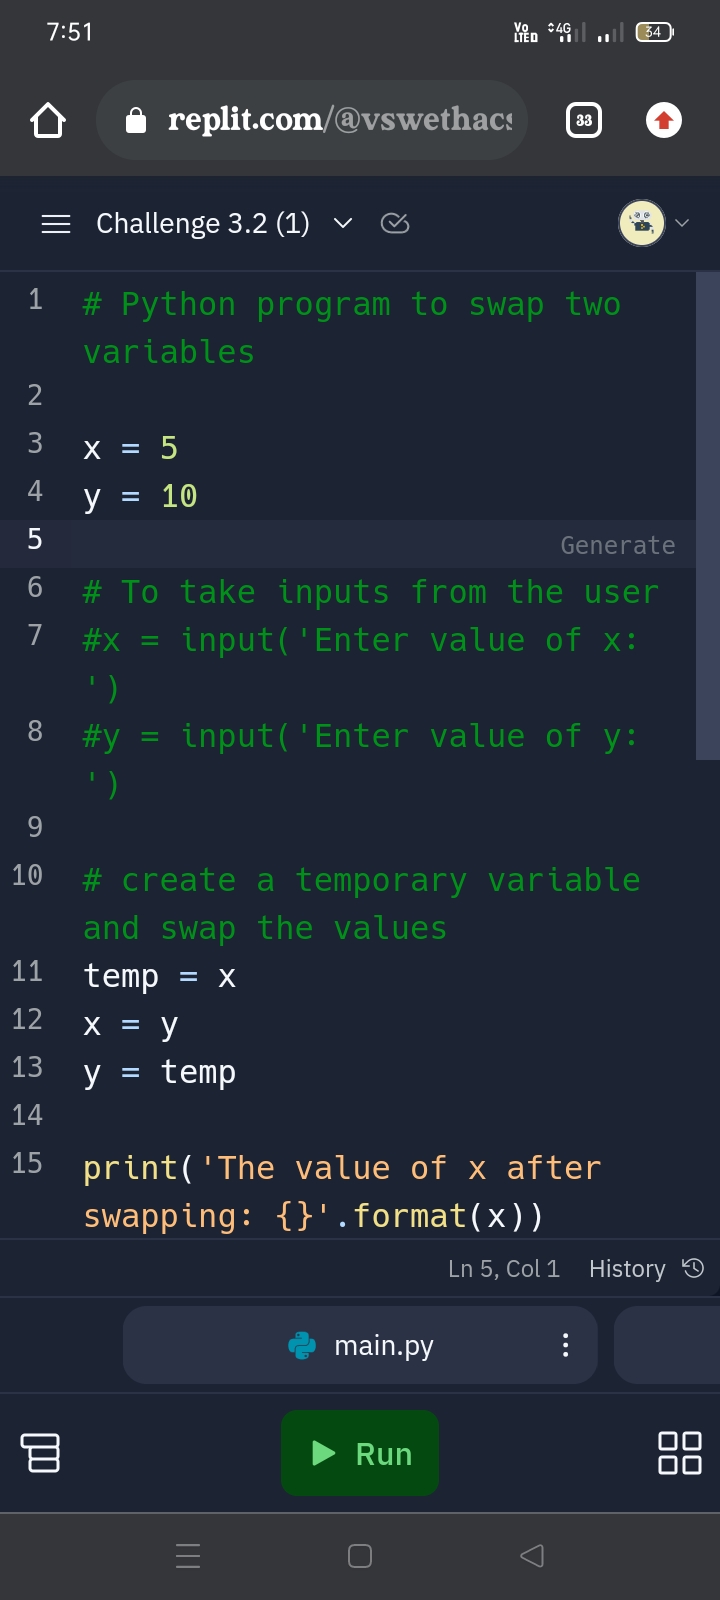 7:51
Vo
LTE
4G
34
replit.com/@vswethacs
33
Challenge 3.2 (1)
1 # Python program to swap two
variables
2
3 x = 5
4 y = 10
5 Generate
6 # To take inputs from the user
7 #x = input('Enter value of x:
')
8 #y = input('Enter value of y:
')
9
10 # create a temporary variable
and swap the values
11 temp = x
12 x = y
13 y = temp
14
15 print('The value of x after
swapping: {}'.format(x))
Ln 5, Col 1 History
main.py
Run